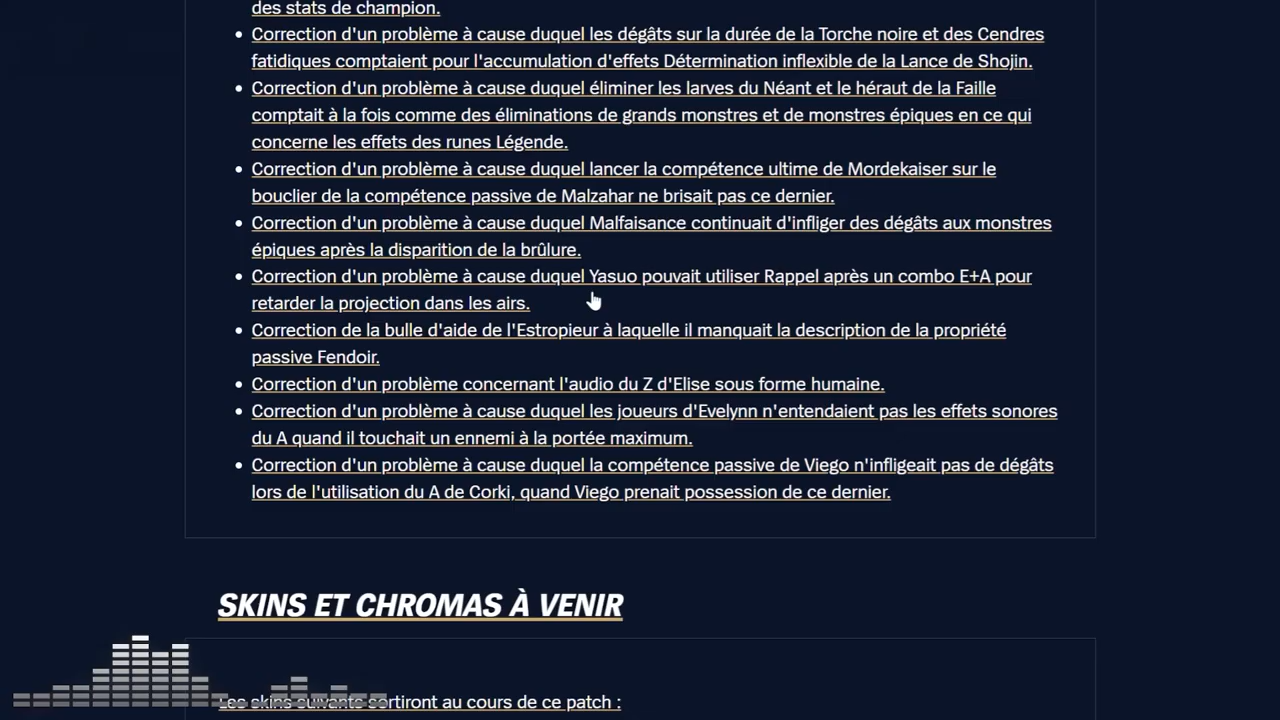 des stats de champion.
Correction d'un problème à cause duquel les dégâts sur la durée de la Torche noire et des Cendres
fatidiques comptaient pour l'accumulation d'effets Détermination inflexible de la Lance de Shojin.
Correction d'un problème à cause duquel éliminer les larves du Néant et le héraut de la Faille
comptait à la fois comme des éliminations de grands monstres et de monstres épiques en ce qui
concerne les effets des runes Légende.
Correction d'un problème à cause duquel lancer la compétence ultime de Mordekaiser sur le
bouclier de la compétence passive de Malzahar ne brisait pas ce dernier.
Correction d'un problème à cause duquel Malfaisance continuait d'infliger des dégâts aux monstres
épiques après la disparition de la brûlure.
Correction d'un problème à cause duquel Yasuo pouvait utiliser Rappel après un combo E+A pour
retarder la projection dans les airs.
Correction de la bulle d'aide de l'Estropieur à laquelle il manquait la description de la propriété
passive Fendoir.
Correction d'un problème concernant l'audio du Z d'Elise sous forme humaine.
Correction d'un problème à cause duquel les joueurs d'Evelynn n'entendaient pas les effets sonores
du A quand il touchait un ennemi à la portée maximum.
Correction d'un problème à cause duquel la compétence passive de Viego n'infligeait pas de dégâts
lors de l'utilisation du A de Corki, quand Viego prenait possession de ce dernier.
SKINS ET CHROMAS À VENIR
Les skins suivants sortiront au cours de ce patch :